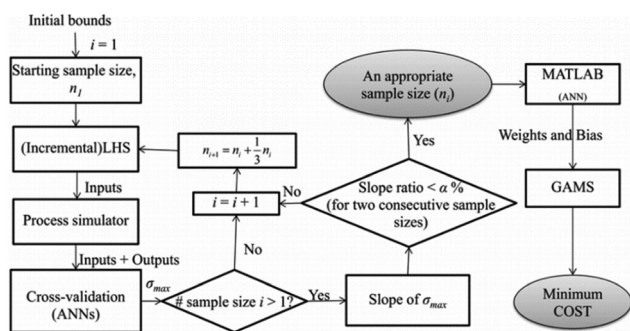 Initial bounds
i = 1
Starting sample size,
n1
(Incremental)LHS
Inputs
Process simulator
Inputs + Outputs
Cross-validation
(ANNs)
σmax
# sample size i > 1?
No
i = i + 1
ni+1 = ni + 1/3 ni
Yes
Slope of σmax
Slope ratio < α %
(for two consecutive sample
sizes)
No
Yes
An appropriate
sample size (ni)
MATLAB
(ANN)
Weights and Bias
GAMS
Minimum
COST